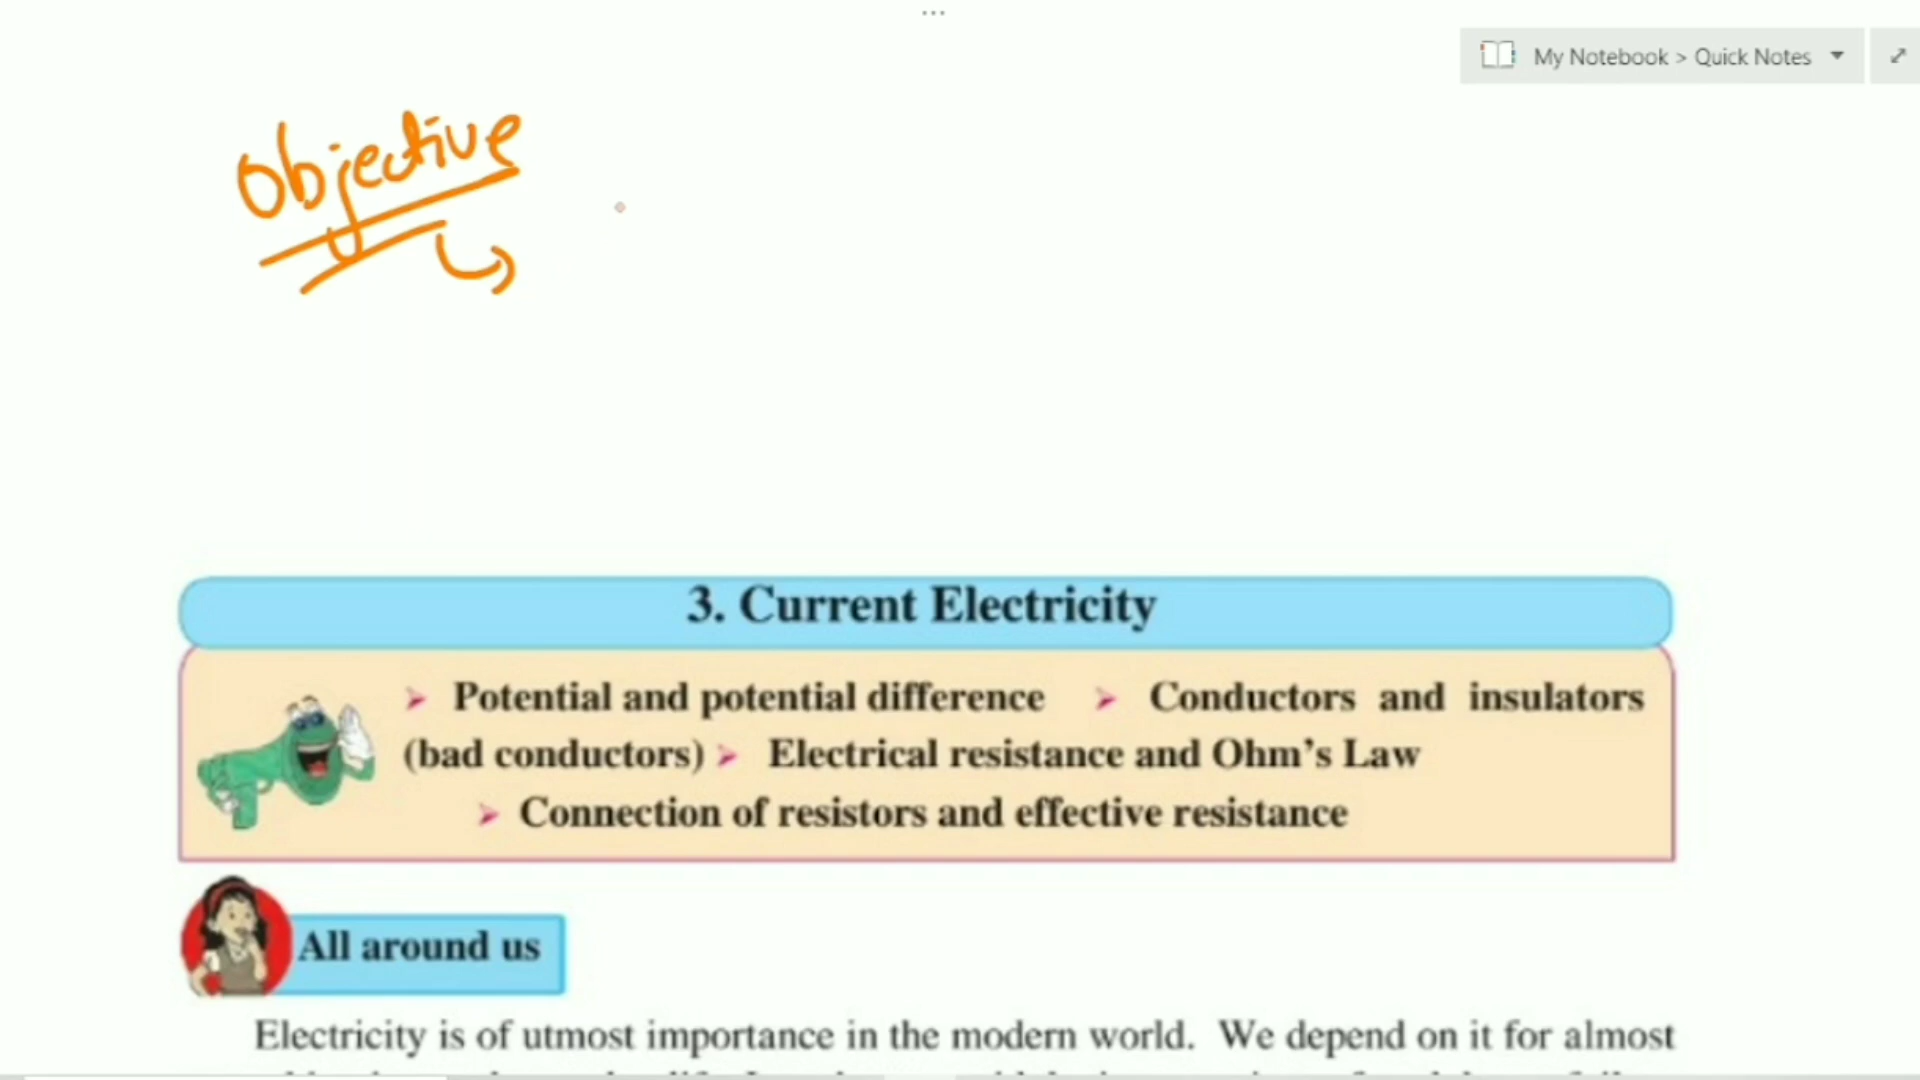 ...
My Notebook > Quick Notes
Objective
3. Current Electricity
➢ Potential and potential difference ➢ Conductors and insulators
(bad conductors) ➢ Electrical resistance and Ohm's Law
➢ Connection of resistors and effective resistance
All around us
Electricity is of utmost importance in the modern world. We depend on it for almost